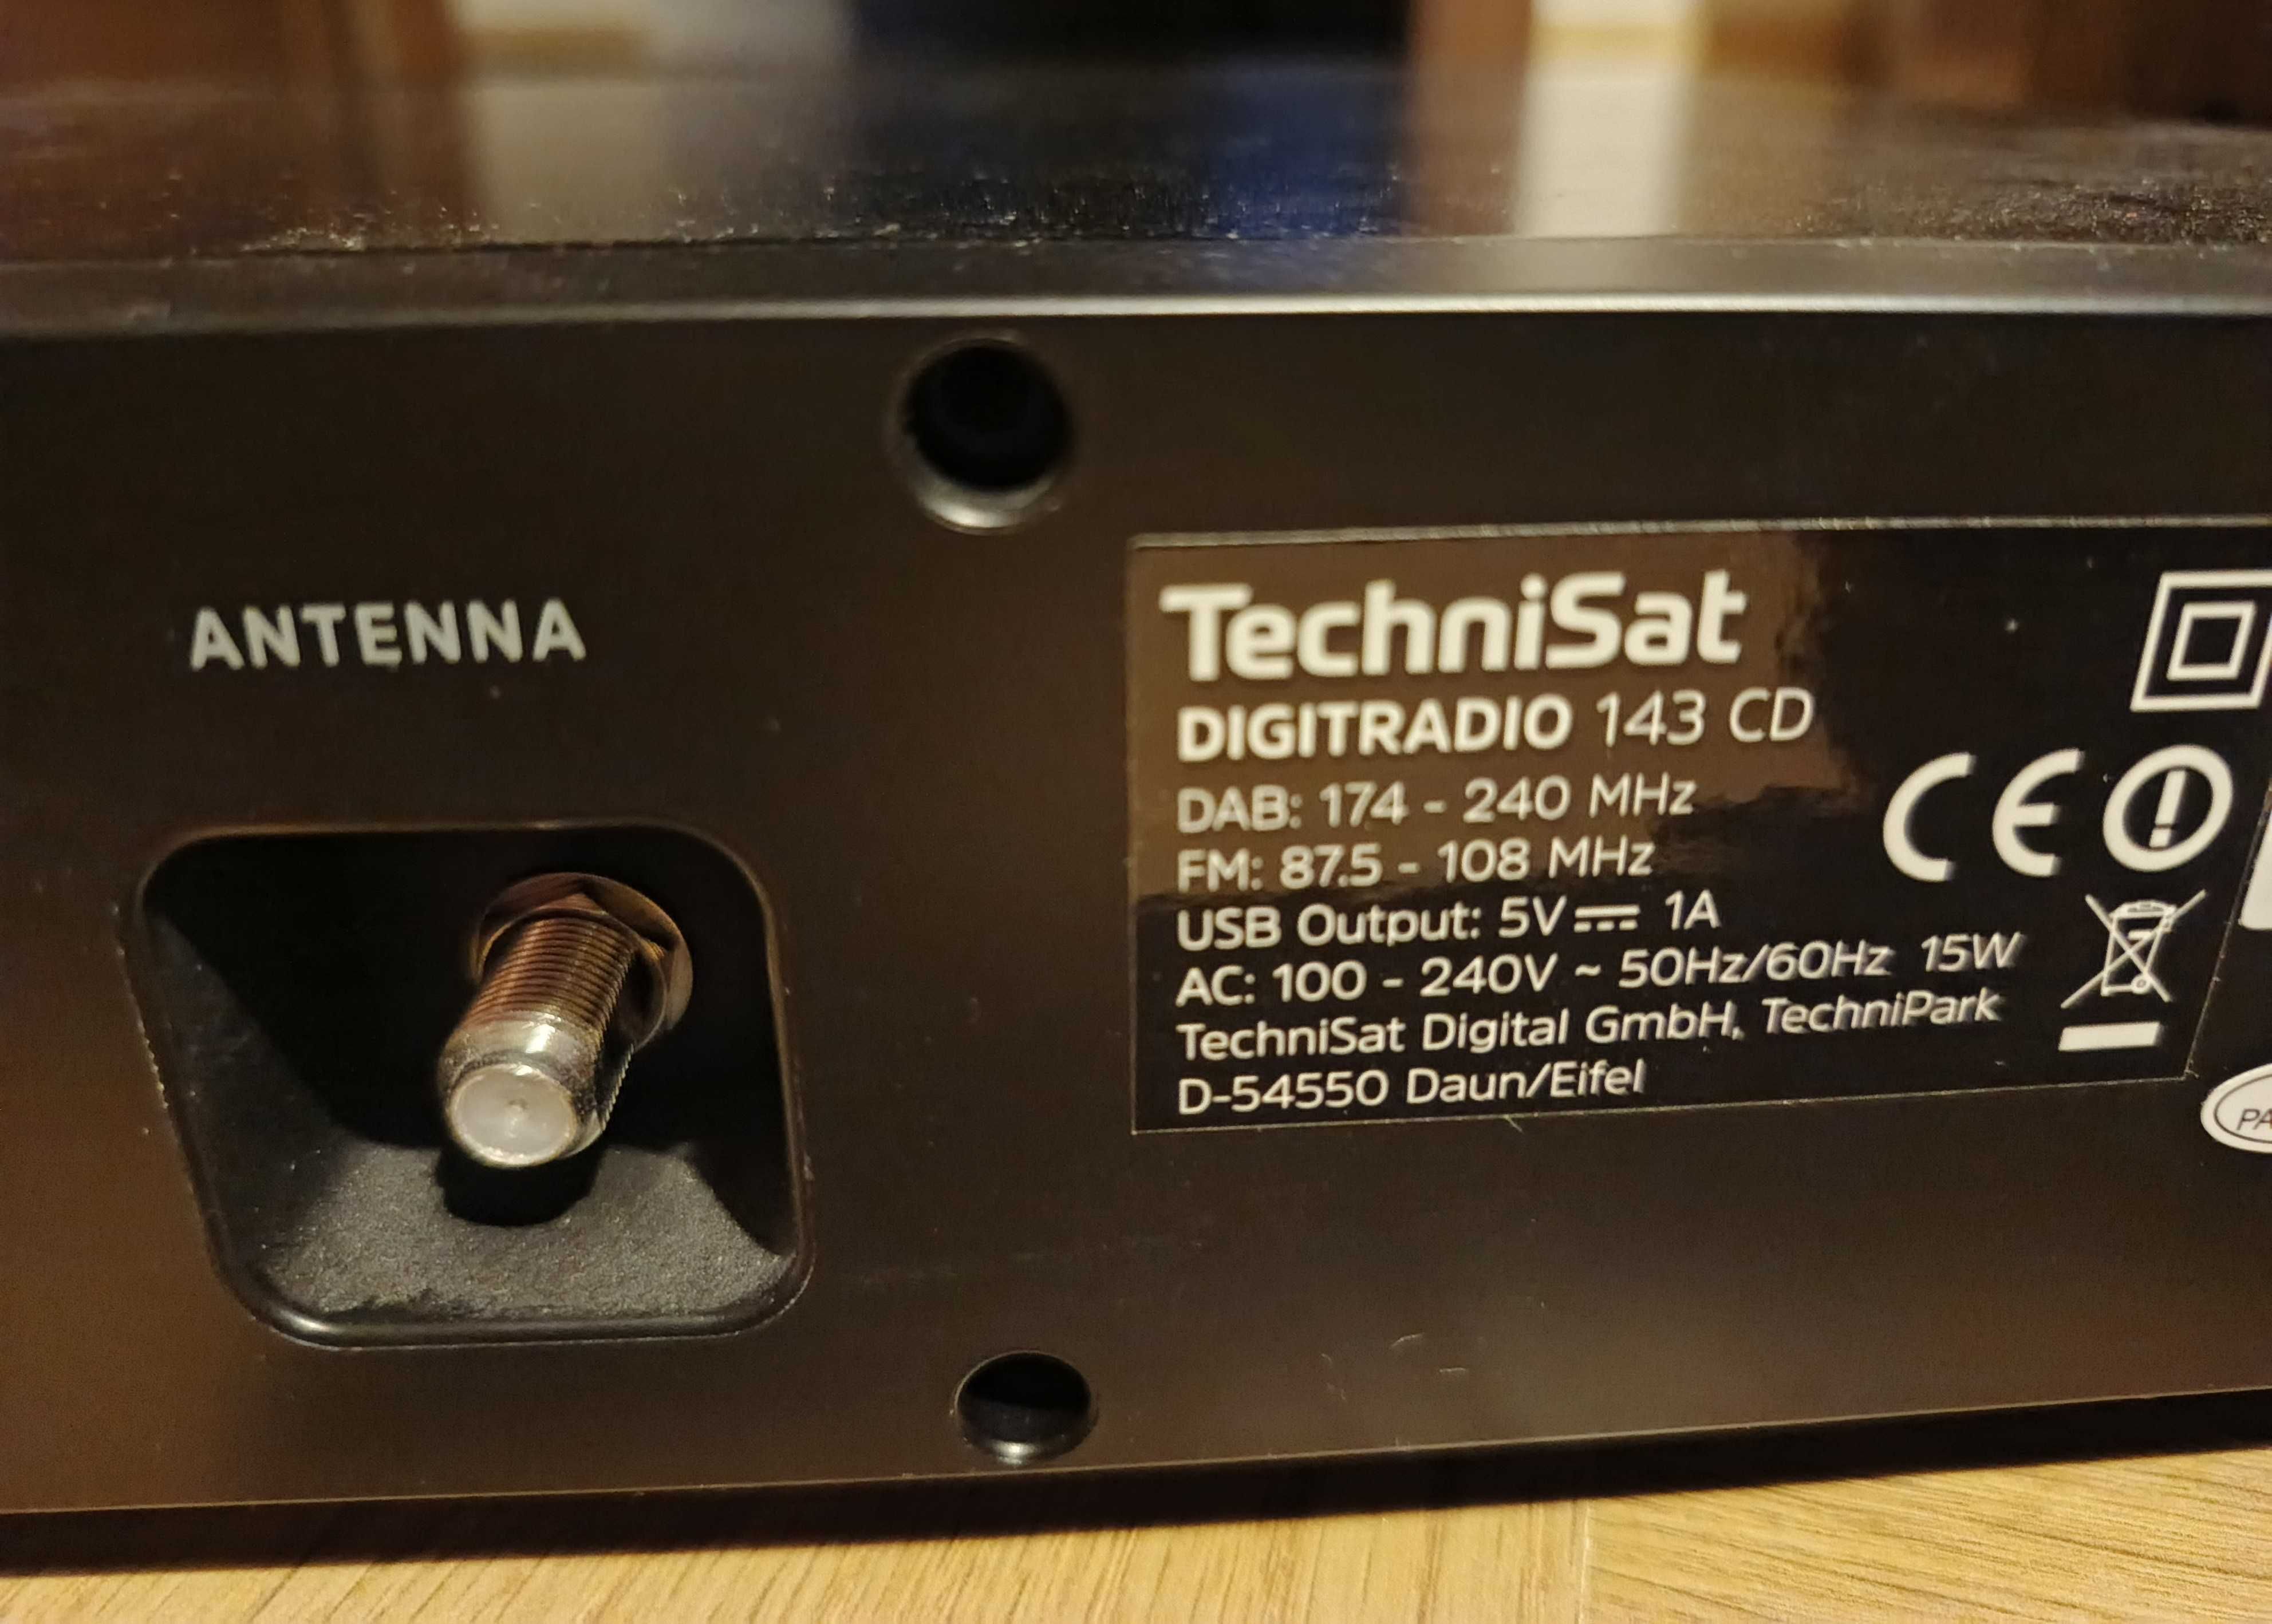 ANTENNA
TechniSat
DIGITRADIO 143 CD
DAB: 174 - 240 MHz
FM: 87.5 - 108 MHz
USB Output: 5V⎓ 1A
AC: 100 - 240V ~ 50Hz/60Hz 15W
TechniSat Digital GmbH, TechniPark
D-54550 Daun/Eifel
CE